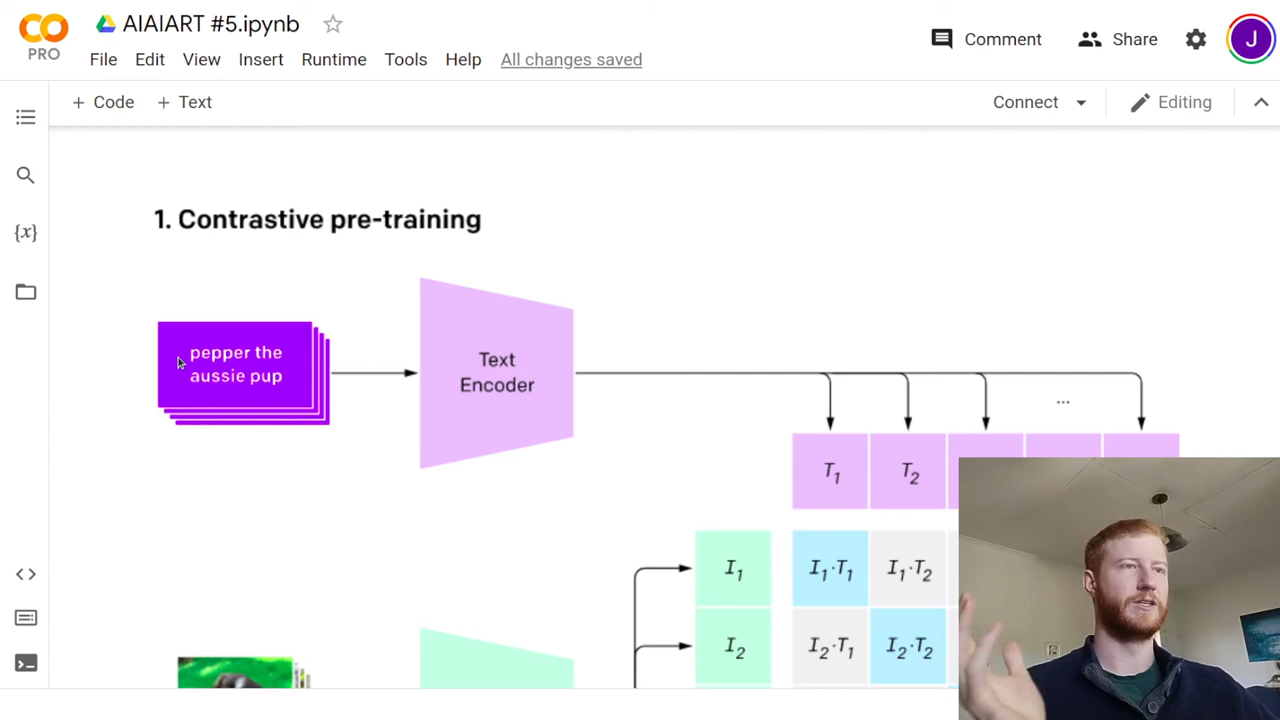 AIAIART #5.ipynb
PRO
File Edit View Insert Runtime Tools Help All changes saved
Comment Share J
+ Code + Text
Connect Editing
{x}
1. Contrastive pre-training
pepper the
aussie pup
Text
Encoder
...
T1 T2
I1 I1·T1 I1·T2
I2 I2·T1 I2·T2